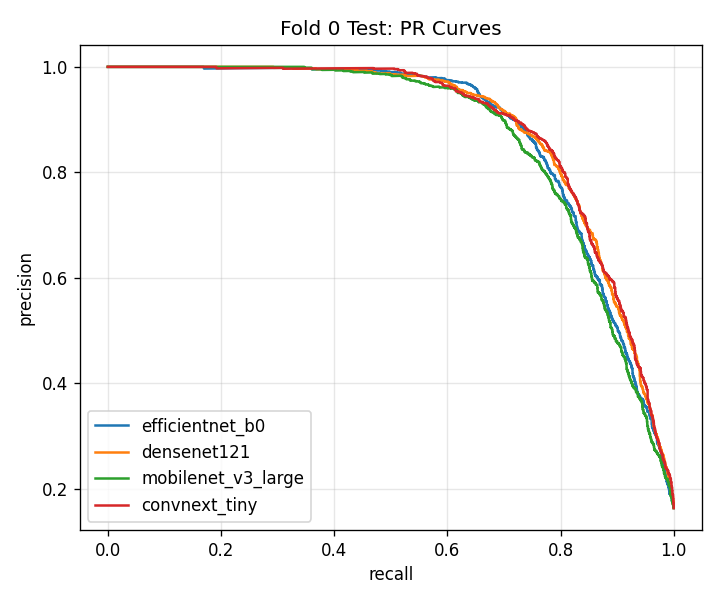 Fold 0 Test: PR Curves
1.0
0.8
0.6
0.4
0.2
precision
efficientnet_b0
densenet121
mobilenet_v3_large
convnext_tiny
0.0 0.2 0.4 0.6 0.8 1.0
recall